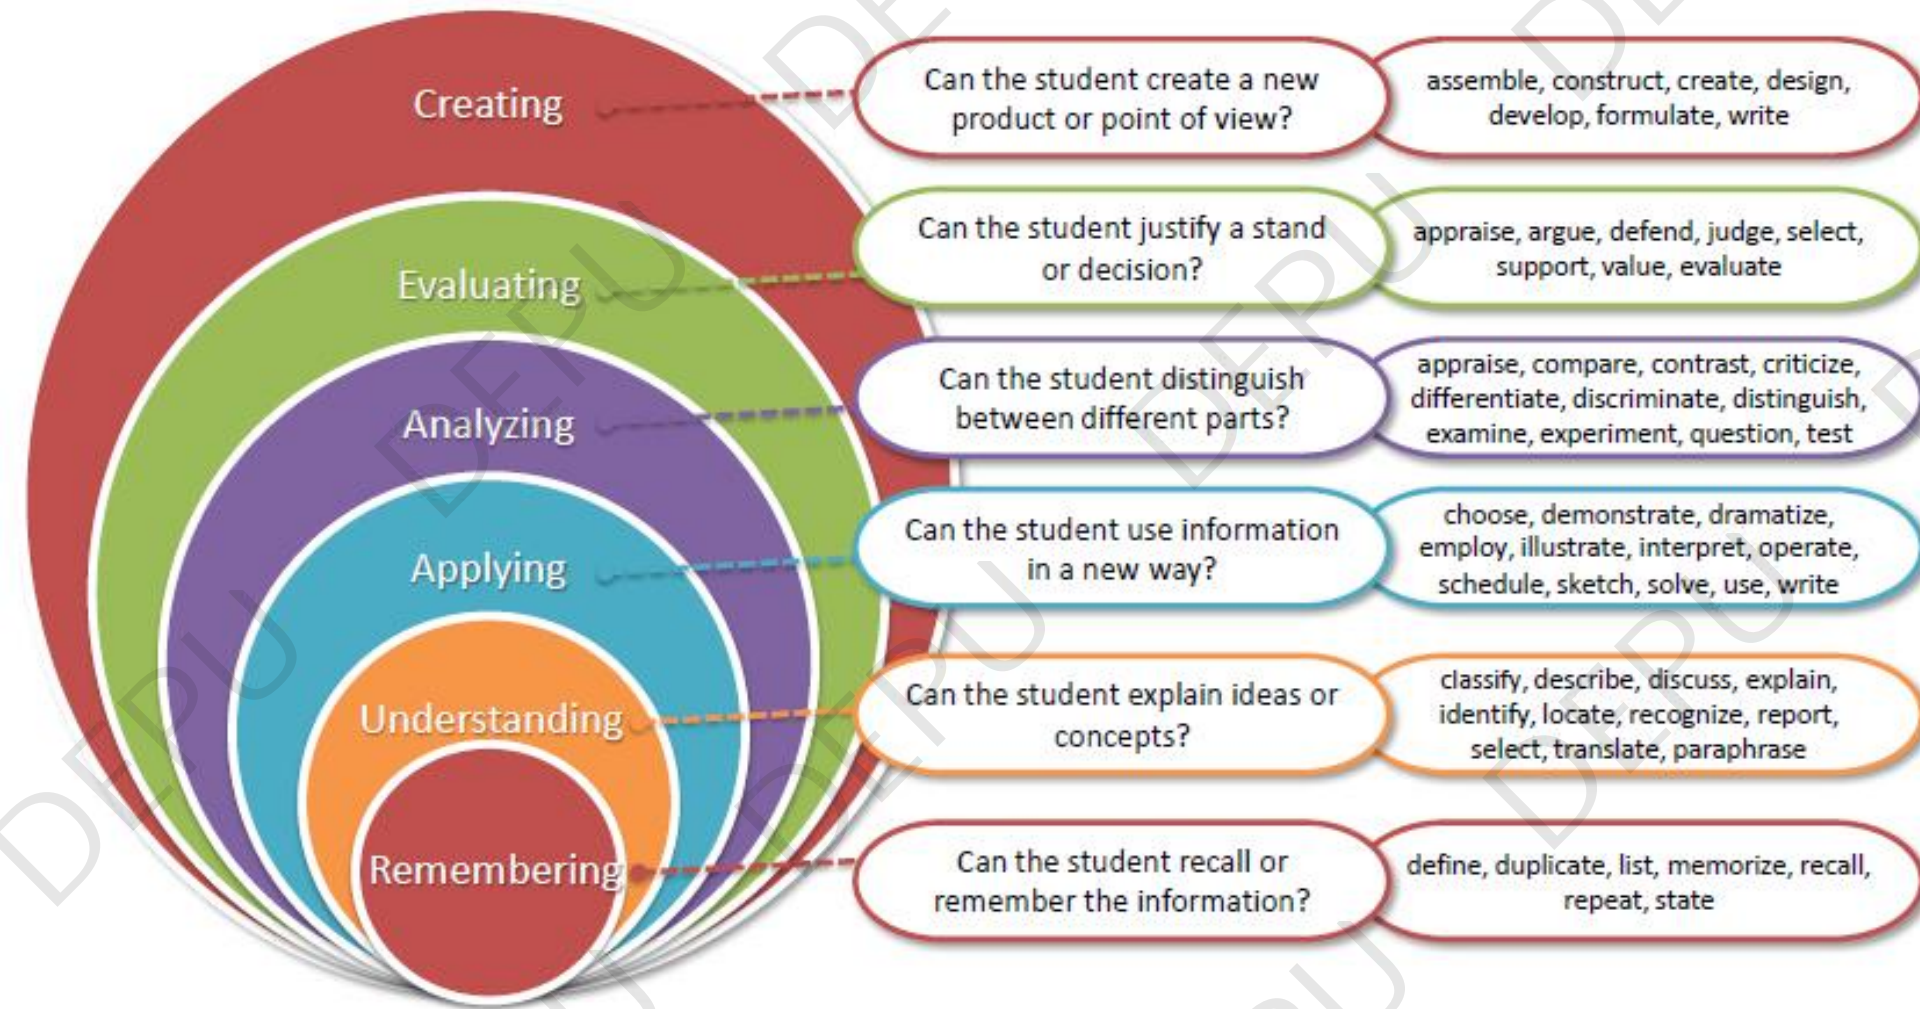 Creating
Can the student create a new
product or point of view?
assemble, construct, create, design,
develop, formulate, write
Evaluating
Can the student justify a stand
or decision?
appraise, argue, defend, judge, select,
support, value, evaluate
Analyzing
Can the student distinguish
between different parts?
appraise, compare, contrast, criticize,
differentiate, discriminate, distinguish,
examine, experiment, question, test
Applying
Can the student use information
in a new way?
choose, demonstrate, dramatize,
employ, illustrate, interpret, operate,
schedule, sketch, solve, use, write
Understanding
Can the student explain ideas or
concepts?
classify, describe, discuss, explain,
identify, locate, recognize, report,
select, translate, paraphrase
Remembering
Can the student recall or
remember the information?
define, duplicate, list, memorize, recall,
repeat, state
DEPU
DEPU
DEPU
DEPU
DEPU